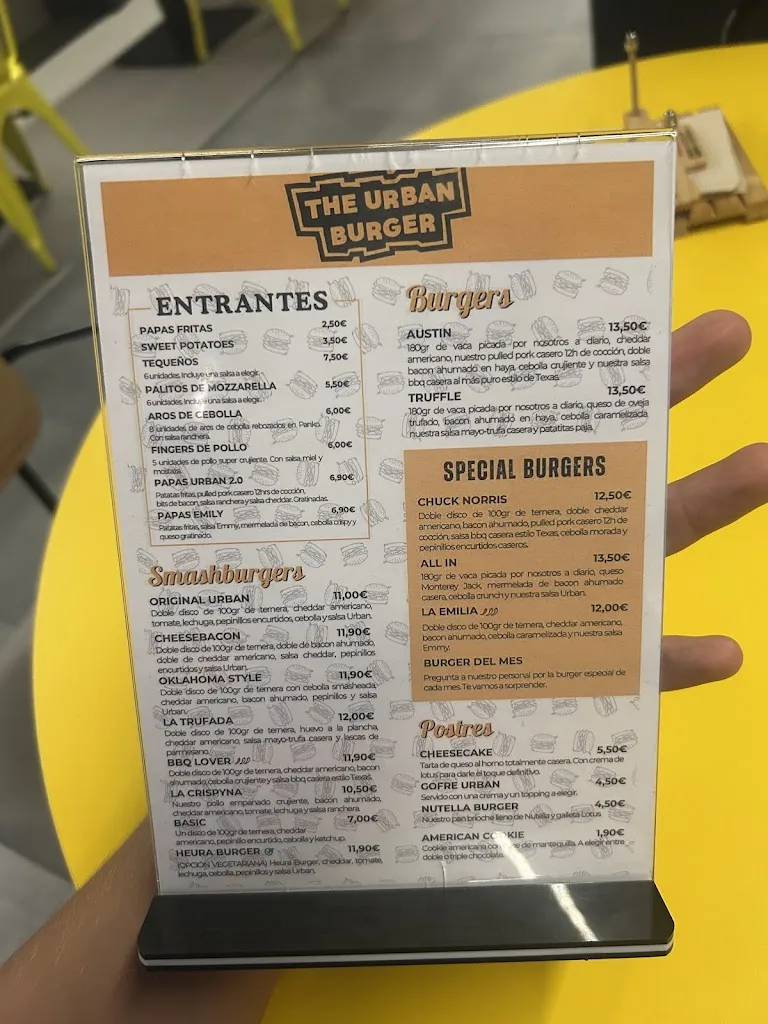 THE URBAN
BURGER
ENTRANTES
PAPAS FRITAS 2,50€
SWEET POTATOES 3,50€
TEQUEÑOS 7,50€
6 unidades. Incluye una salsa a elegir.
PALITOS DE MOZZARELLA 5,50€
6 unidades. Incluye una salsa a elegir.
AROS DE CEBOLLA 6,00€
8 unidades de aros de cebolla rebozados en Panko.
Con salsa ranchera.
FINGERS DE POLLO 6,00€
5 unidades de pollo super crujiente. Con salsa miel y
mostaza.
PAPAS URBAN 2.0 6,90€
Patatas fritas, pulled pork casero 12hrs de cocción,
bits de bacon, salsa ranchera y salsa cheddar. Gratinadas.
PAPAS EMILY 6,90€
Patatas fritas, salsa Emmy, mermelada de bacon, cebolla crispy y
queso gratinado.
Smashburgers
ORIGINAL URBAN 11,00€
Doble disco de 100gr de ternera, cheddar americano,
tomate, lechuga, pepinillos encurtidos, cebolla y salsa Urban.
CHEESEBACON 11,90€
Doble disco de 100gr de ternera, doble de bacon ahumado,
doble de cheddar americano, salsa cheddar, pepinillos
encurtidos y salsa Urban.
OKLAHOMA STYLE 11,90€
Doble disco de 100gr de ternera con cebolla smasheada,
cheddar americano, bacon ahumado, pepinillos y salsa
Urban.
LA TRUFADA 12,00€
Doble disco de 100gr de ternera, huevo a la plancha,
cheddar americano, salsa mayo-trufa casera y lascas de
parmesano.
BBQ LOVER 11,90€
Doble disco de 100gr de ternera, cheddar americano, bacon
ahumado, cebolla crujiente y salsa bbq casera estilo Texas.
LA CRISPYNA 10,50€
Nuestro pollo empanado crujiente, bacon ahumado,
cheddar americano, tomate, lechuga y salsa ranchera.
BASIC 7,00€
Un disco de 100gr de ternera, cheddar
americano, pepinillo encurtido, cebolla y ketchup.
HEURA BURGER 11,90€
(OPCIÓN VEGETARIANA) Heura Burger, cheddar, tomate,
lechuga, cebolla, pepinillos y salsa Urban.
Burgers
AUSTIN 13,50€
180gr de vaca picada por nosotros a diario, cheddar
americano, nuestro pulled pork casero 12h de cocción, doble
bacon ahumado en haya, cebolla crujiente y nuestra salsa
bbq casera al más puro estilo de Texas.
TRUFFLE 13,50€
180gr de vaca picada por nosotros a diario, queso de oveja
trufado, bacon ahumado en haya, cebolla caramelizada,
nuestra salsa mayo-trufa casera y patatitas paja.
SPECIAL BURGERS
CHUCK NORRIS 12,50€
Doble disco de 100gr de ternera, doble cheddar
americano, bacon ahumado, pulled pork casero 12h de
cocción, salsa bbq casera estilo Texas, cebolla morada y
pepinillos encurtidos caseros.
ALL IN 13,50€
180gr de vaca picada por nosotros a diario, queso
Monterey Jack, mermelada de bacon ahumado
casera, cebolla crunch y nuestra salsa Urban.
LA EMILIA 12,00€
Doble disco de 100gr de ternera, cheddar americano,
bacon ahumado, cebolla caramelizada y nuestra salsa
Emmy.
BURGER DEL MES
Pregunta a nuestro personal por la burger especial de
cada mes. Te vamos a sorprender.
Postres
CHEESECAKE 5,50€
Tarta de queso al horno totalmente casera. Con crema de
lotus para darle el toque definitivo.
GOFRE URBAN 4,50€
Servido con una crema y un topping a elegir.
NUTELLA BURGER 4,50€
Nuestro pan brioche lleno de Nutella y galleta Lotus
AMERICAN COOKIE 1,90€
Cookie americana con de mantequilla. A elegir entre
doble o triple chocolate.